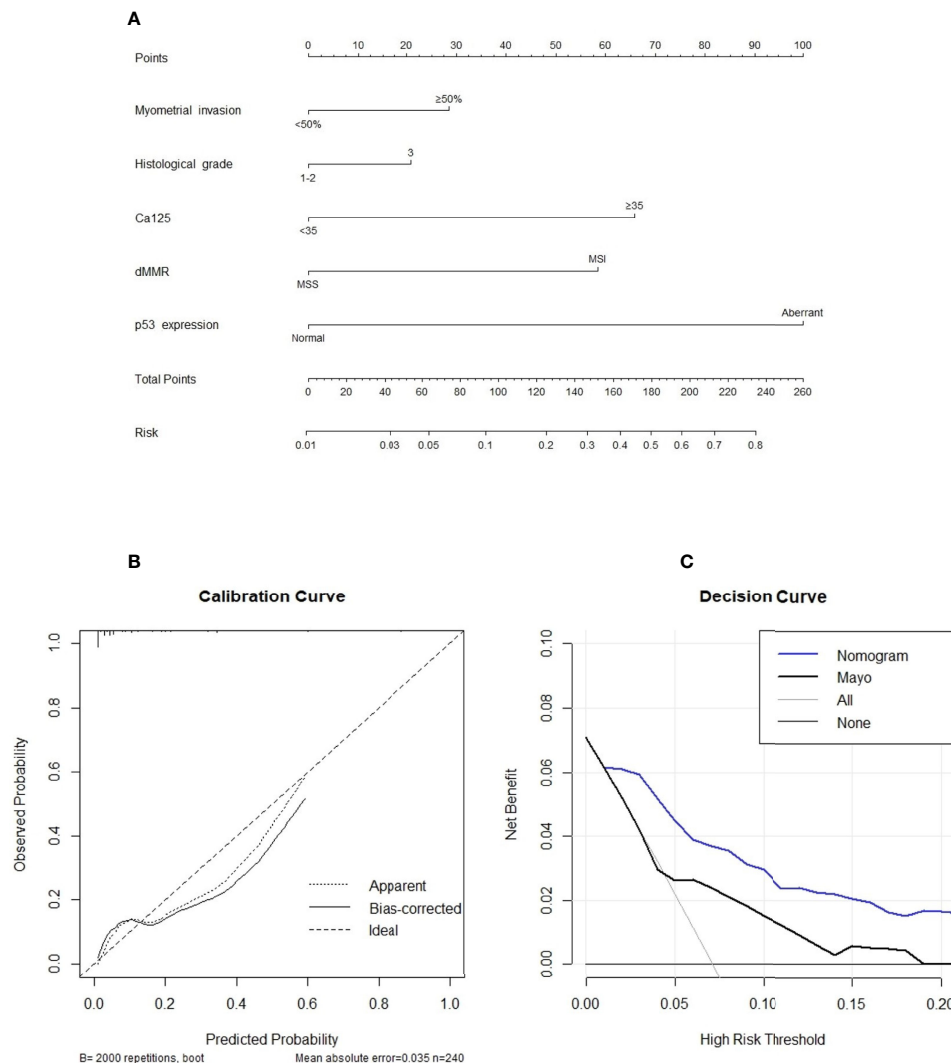 A
Points
0 10 20 30 40 50 60 70 80 90 100
Myometrial invasion
≥50%
<50%
Histological grade
3
1-2
Ca125
≥35
<35
dMMR
MSI
MSS
p53 expression
Aberrant
Normal
Total Points
0 20 40 60 80 100 120 140 160 180 200 220 240 260
Risk
0.01 0.03 0.05 0.1 0.2 0.3 0.4 0.5 0.6 0.7 0.8
B
Calibration Curve
Observed Probability
1.0
0.8
0.6
0.4
0.2
0.0
Apparent
Bias-corrected
Ideal
0.0 0.2 0.4 0.6 0.8 1.0
Predicted Probability
B= 2000 repetitions, boot Mean absolute error=0.035 n=240
C
Decision Curve
Net Benefit
0.10
0.08
0.06
0.04
0.02
0.00
Nomogram
Mayo
All
None
0.00 0.05 0.10 0.15 0.20
High Risk Threshold